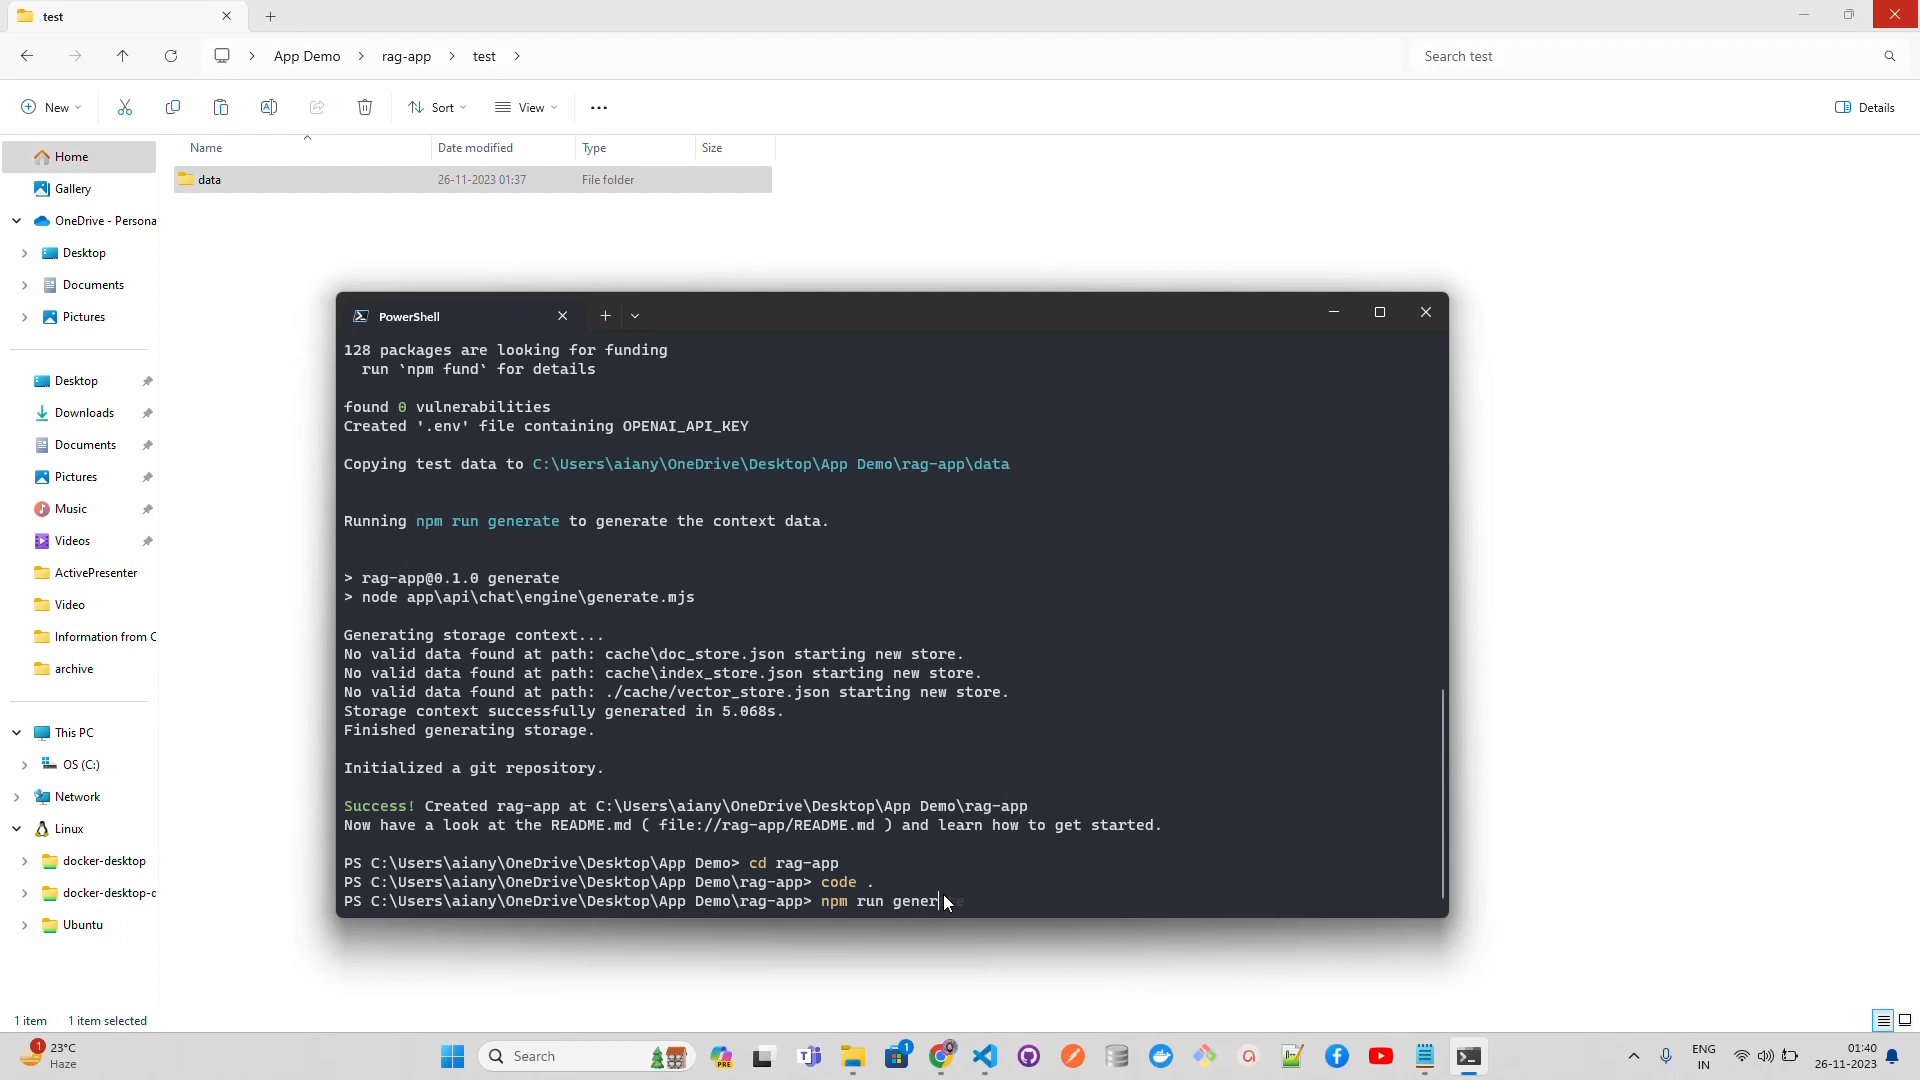 test
App Demo
rag-app
test
Search test
New
Sort
View
Details
Name
Date modified
Type
Size
data
26-11-2023 01:37
File folder
Home
Gallery
OneDrive - Persona
Desktop
Documents
Pictures
Desktop
Downloads
Documents
Pictures
Music
Videos
ActivePresenter
Video
Information from C
archive
This PC
OS (C:)
Network
Linux
docker-desktop
docker-desktop-d
Ubuntu
1 item
1 item selected
PowerShell
128 packages are looking for funding
run `npm fund` for details
found 0 vulnerabilities
Created '.env' file containing OPENAI_API_KEY
Copying test data to C:\Users\aiany\OneDrive\Desktop\App Demo\rag-app\data
Running npm run generate to generate the context data.
> rag-app@0.1.0 generate
> node app\api\chat\engine\generate.mjs
Generating storage context...
No valid data found at path: cache\doc_store.json starting new store.
No valid data found at path: cache\index_store.json starting new store.
No valid data found at path: ./cache/vector_store.json starting new store.
Storage context successfully generated in 5.068s.
Finished generating storage.
Initialized a git repository.
Success! Created rag-app at C:\Users\aiany\OneDrive\Desktop\App Demo\rag-app
Now have a look at the README.md ( file://rag-app/README.md ) and learn how to get started.
PS C:\Users\aiany\OneDrive\Desktop\App Demo> cd rag-app
PS C:\Users\aiany\OneDrive\Desktop\App Demo\rag-app> code .
PS C:\Users\aiany\OneDrive\Desktop\App Demo\rag-app> npm run gener
1
23°C
Haze
Search
PRE
1
ENG
IN
01:40
26-11-2023